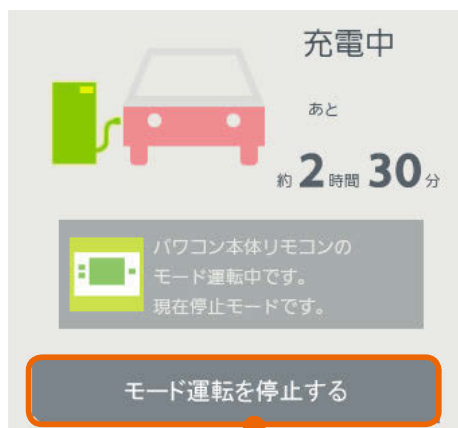 充電中
あと
約2時間30分
パワコン本体リモコンの
モード運転中です。
現在停止モードです。
モード運転を停止する